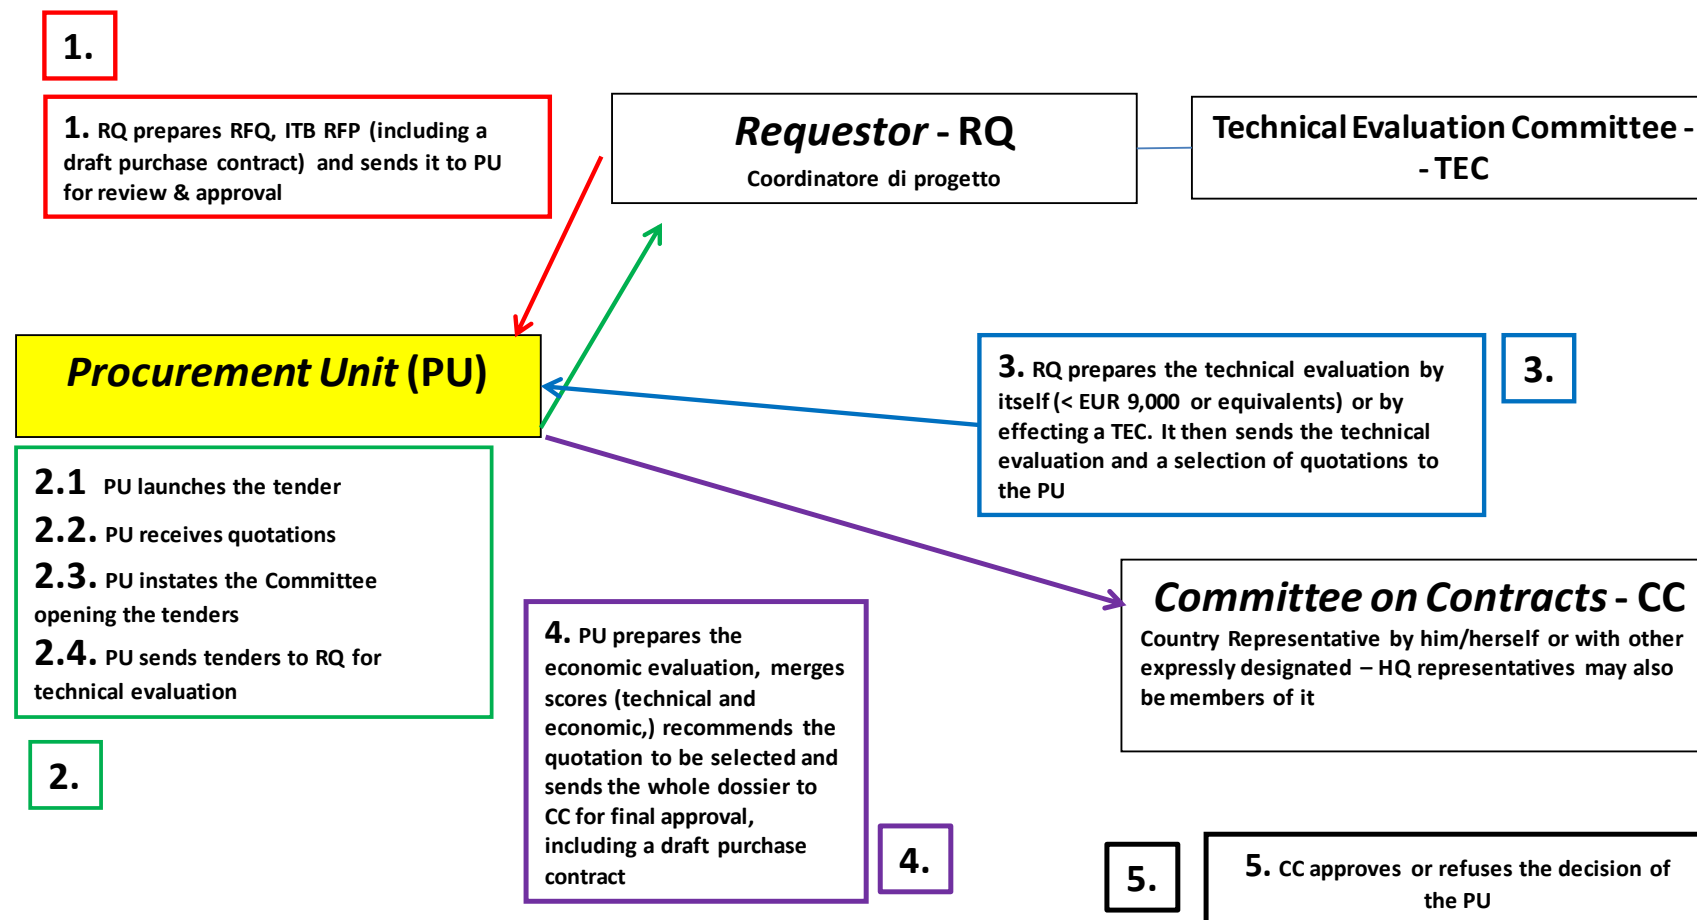 1.
1. RQ prepares RFQ, ITB RFP (including a
draft purchase contract) and sends it to PU
for review & approval
Requestor - RQ
Coordinatore di progetto
Technical Evaluation Committee -
- TEC
Procurement Unit (PU)
2.1 PU launches the tender
2.2. PU receives quotations
2.3. PU instates the Committee
opening the tenders
2.4. PU sends tenders to RQ for
technical evaluation
2.
3. RQ prepares the technical evaluation by
itself (< EUR 9,000 or equivalents) or by
effecting a TEC. It then sends the technical
evaluation and a selection of quotations to
the PU
3.
4. PU prepares the
economic evaluation, merges
scores (technical and
economic,) recommends the
quotation to be selected and
sends the whole dossier to
CC for final approval,
including a draft purchase
contract
4.
Committee on Contracts - CC
Country Representative by him/herself or with other
expressly designated – HQ representatives may also
be members of it
5.
5. CC approves or refuses the decision of
the PU